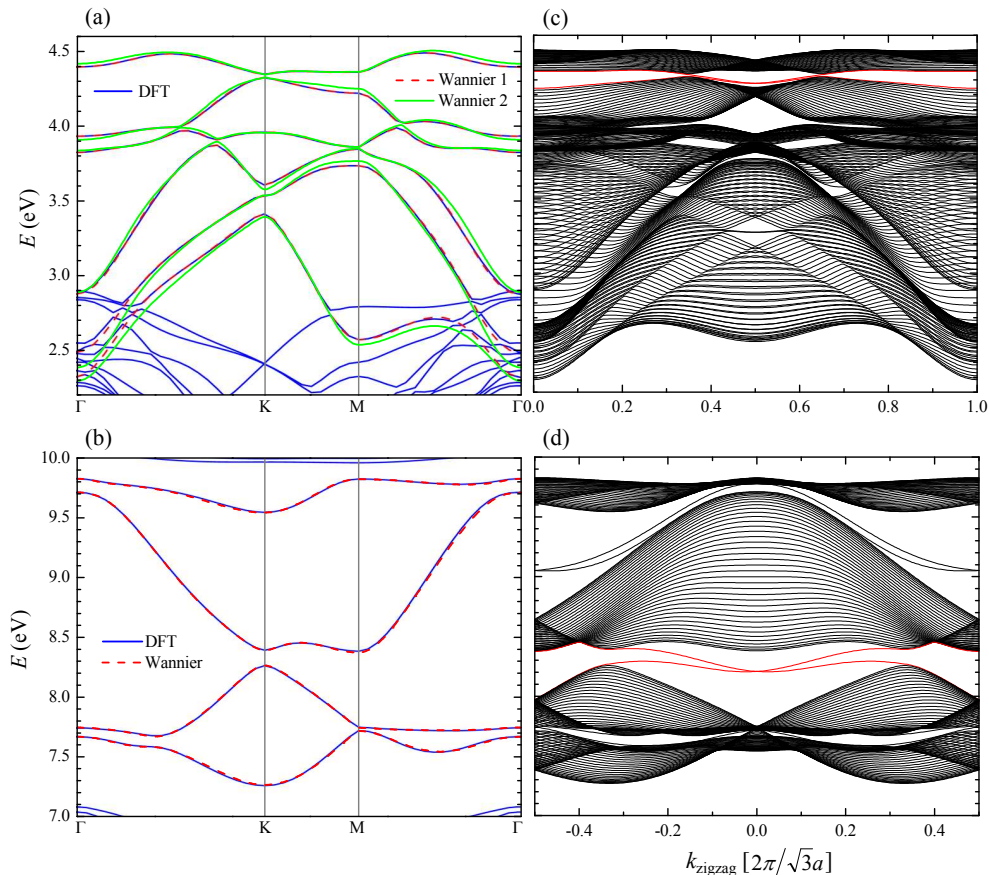 (a)
4.5
4.0
3.5
3.0
2.5
E (eV)
DFT
Wannier 1
Wannier 2
Γ K M Γ
(c)
0.0 0.2 0.4 0.6 0.8 1.0
(b)
10.0
9.5
9.0
8.5
8.0
7.5
7.0
E (eV)
DFT
Wannier
Γ K M Γ
(d)
-0.4 -0.2 0.0 0.2 0.4
k_zigzag [2π/√3a]